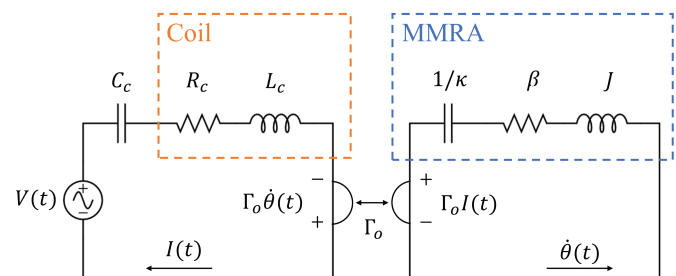 Coil
MMRA
C_c R_c L_c 1/κ β J
V(t) + −
− Γ_o θ̇(t) +
Γ_o
+ Γ_o I(t) −
I(t) θ̇(t)